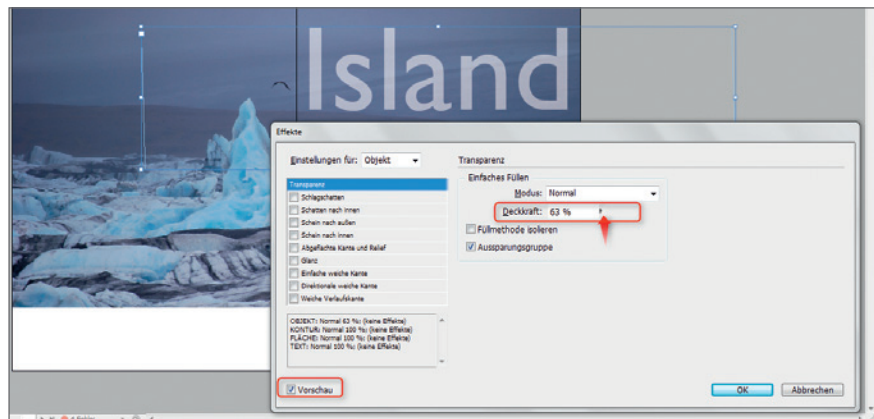 Island
Effekte
Einstellungen für: Objekt
Transparenz
Schlagschatten
Schatten nach innen
Schein nach außen
Schein nach innen
Abgeflachte Kante und Relief
Glanz
Einfache weiche Kante
Direktionale weiche Kante
Weiche Verlaufskante
OBJEKT: Normal 63 %; (keine Effekte)
KONTUR: Normal 100 %; (keine Effekte)
FLÄCHE: Normal 100 %; (keine Effekte)
TEXT: Normal 100 %; (keine Effekte)
Vorschau
Transparenz
Einfaches Füllen
Modus: Normal
Deckkraft: 63 %
Füllmethode isolieren
Aussparungsgruppe
OK Abbrechen